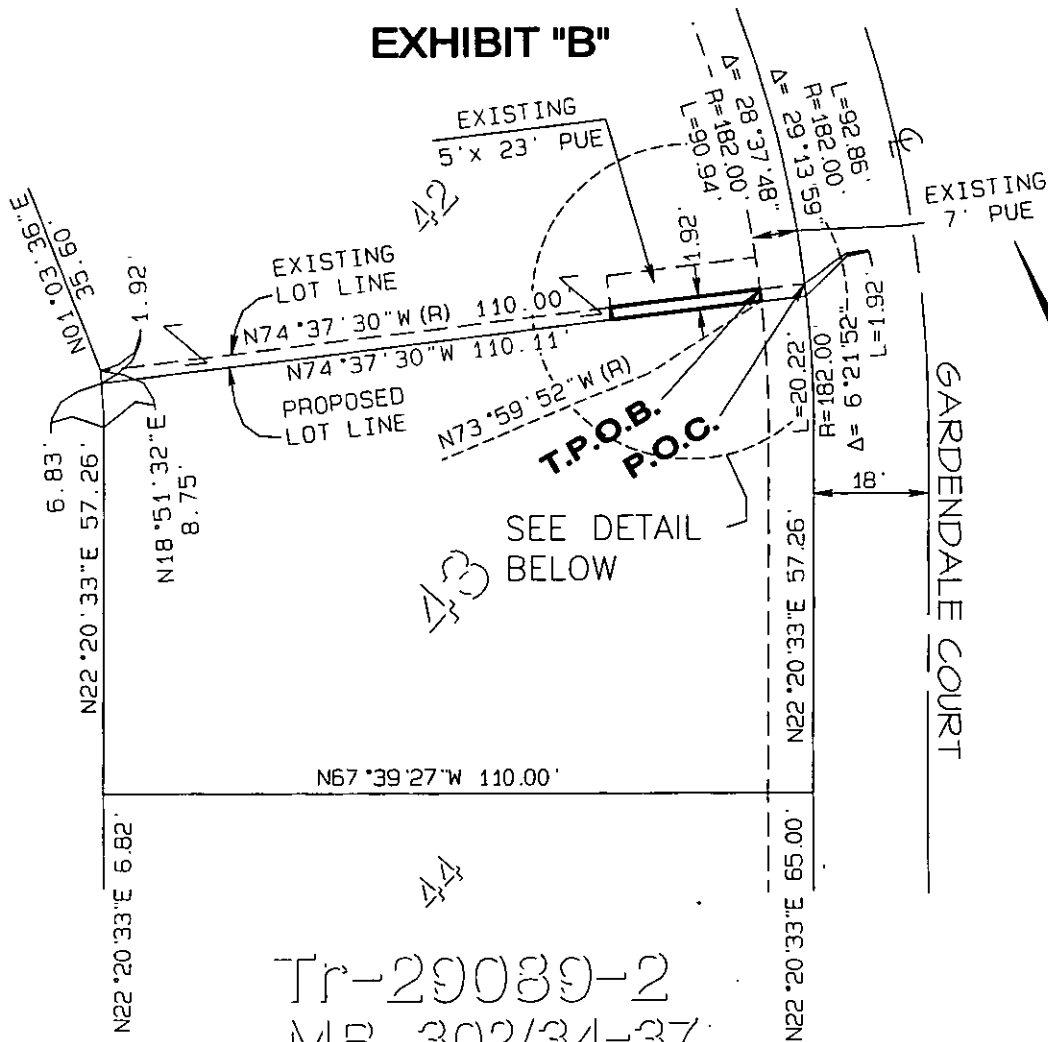 EXHIBIT "B"
EXISTING
5' x 23' PUE
Δ= 28°37'48"
R=182.00'
L=90.94'
Δ= 29°13'59"
R=182.00'
L=92.86'
EXISTING
7' PUE
42
1.92'
N01°03'36"E
35.60'
1.92'
EXISTING
LOT LINE
N74°37'30"W (R) 110.00'
N74°37'30"W 110.11'
PROPOSED
LOT LINE
N73°59'52"W (R)
T.P.O.B.
P.O.C.
L=20.22'
R=182.00'
Δ= 6°21'52"
L=1.92'
18'
GARDENDALE COURT
6.83'
N18°51'32"E
8.75'
N22°20'33"E 57.26'
SEE DETAIL
BELOW
43
N22°20'33"E 57.26'
N67°39'27"W 110.00'
N22°20'33"E 6.82'
44
N22°20'33"E 65.00'
Tr-29089-2
MB 302/34-37